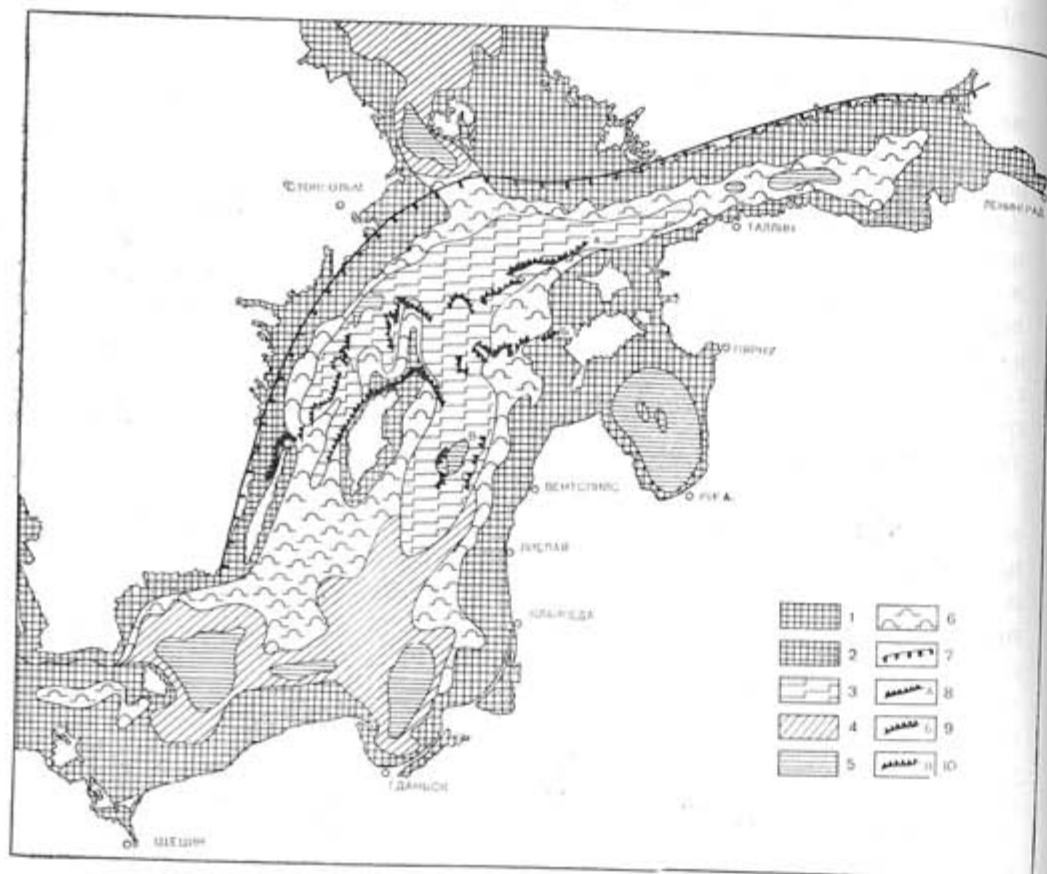 СТОКГОЛЬМ
ЛЕНИНГРАД
ТАЛЛИН
ПЯРНУ
ВЕНТСПИЛС
РИГА
ЛИЕПАЯ
КЛАЙПЕДА
ГДАНЬСК
ЩЕЦИН
1
2
3
4
5
6
7
А 8
Б 9
В 10
А